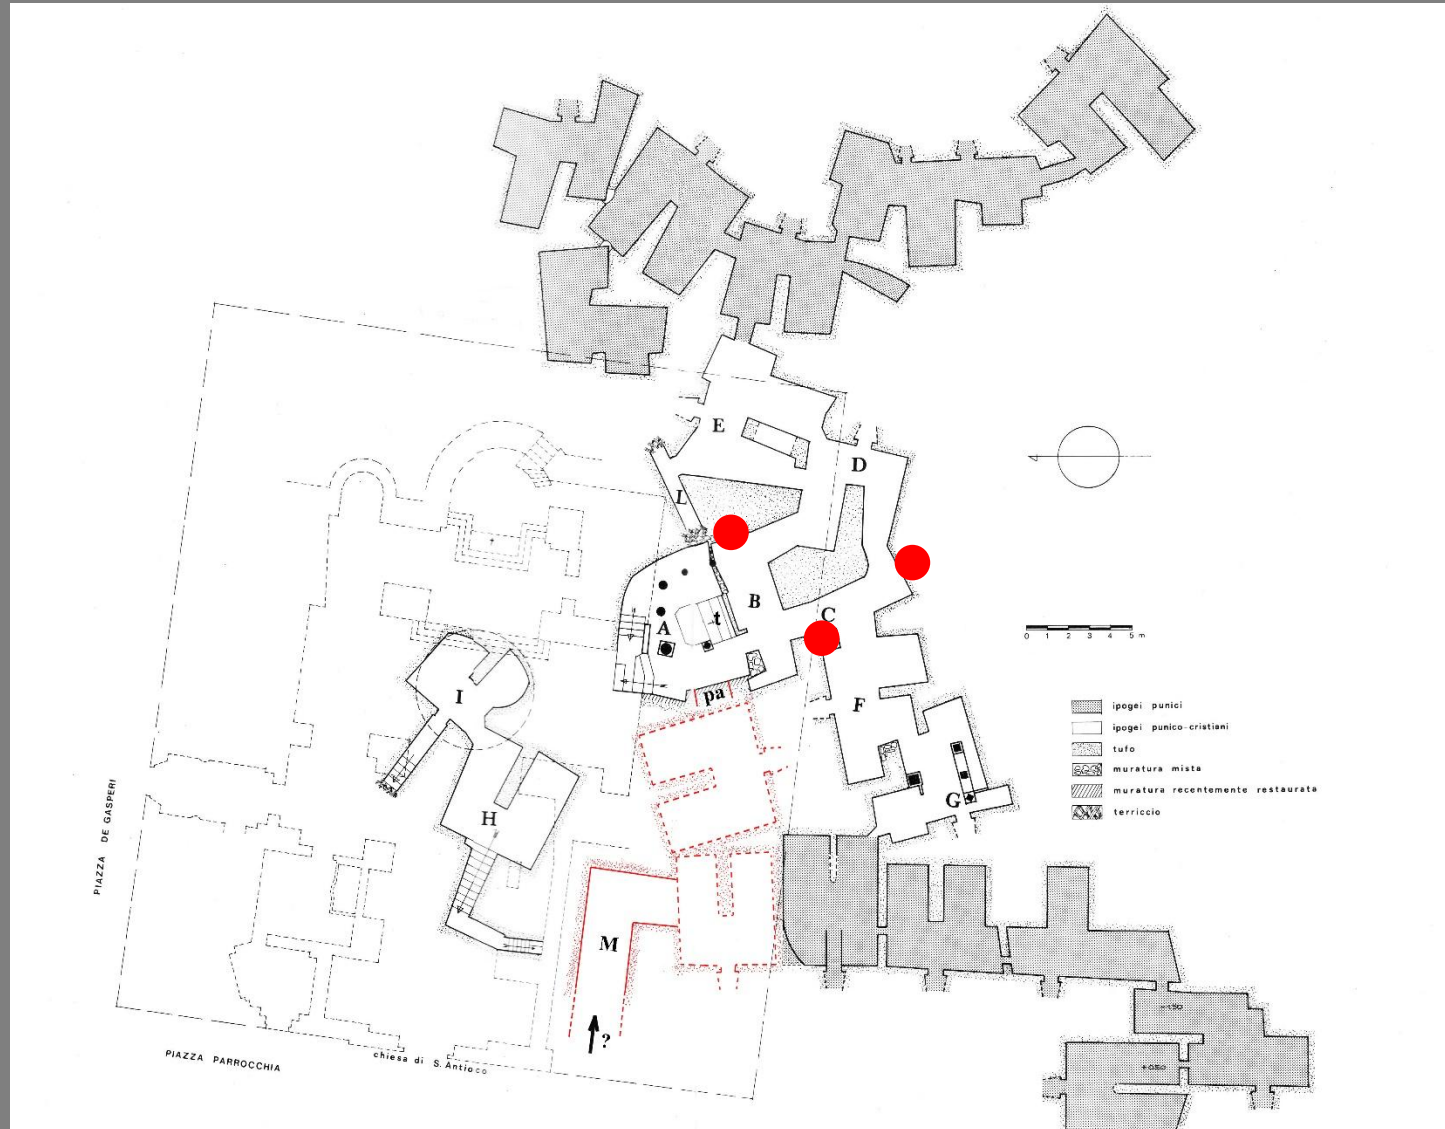 E
D
L
B
C
t
A
pa
I
F
H
G
M
?
0 1 2 3 4 5 m
ipogei punici
ipogei punico-cristiani
tufo
muratura mista
muratura recentemente restaurata
terriccio
PIAZZA DE GASPERI
PIAZZA PARROCCHIA
chiesa di S. Antioco